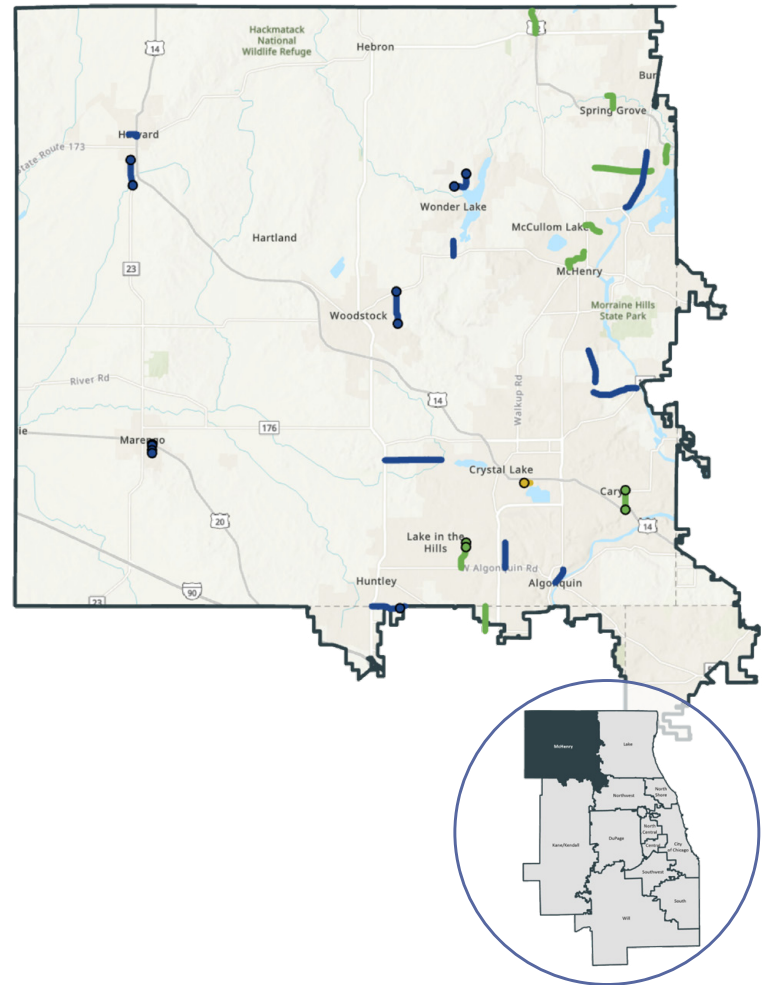 Hackmatack
National
Wildlife Refuge
14
Hebron
Bur
Spring Grove
State Route 173
Wonder Lake
McCullom Lake
Hartland
23
McHenry
Morraine Hills
State Park
Woodstock
River Rd
Walkup Rd
14
176
ie
Crystal Lake
Cary
20
14
Lake in the
Hills
W Algonquin Rd
Huntley
Algonquin
90
23
McHenry
Lake
Northwest
North
Shore
North
Central
DuPage
Kane/Kendall
Central
City
of Chicago
Southwest
South
Will